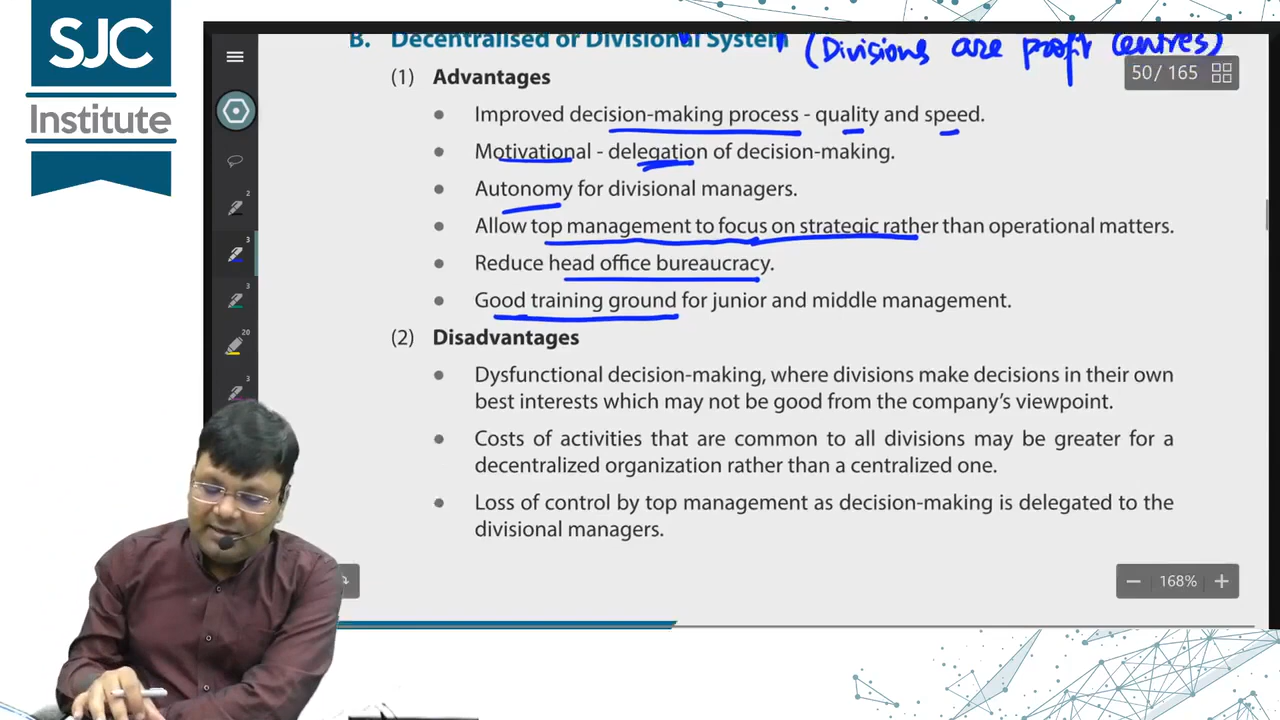 SJC
Institute
B. Decentralised or Divisional System (Divisions are profit centres)
50/165
(1) Advantages
• Improved decision-making process - quality and speed.
• Motivational - delegation of decision-making.
• Autonomy for divisional managers.
• Allow top management to focus on strategic rather than operational matters.
• Reduce head office bureaucracy.
• Good training ground for junior and middle management.
(2) Disadvantages
• Dysfunctional decision-making, where divisions make decisions in their own
best interests which may not be good from the company's viewpoint.
• Costs of activities that are common to all divisions may be greater for a
decentralized organization rather than a centralized one.
• Loss of control by top management as decision-making is delegated to the
divisional managers.
2
3
3
20
3
− 168% +